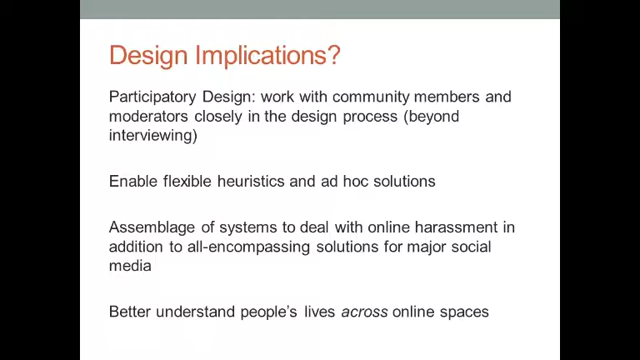 Design Implications?
Participatory Design: work with community members and
moderators closely in the design process (beyond
interviewing)
Enable flexible heuristics and ad hoc solutions
Assemblage of systems to deal with online harassment in
addition to all-encompassing solutions for major social
media
Better understand people's lives across online spaces